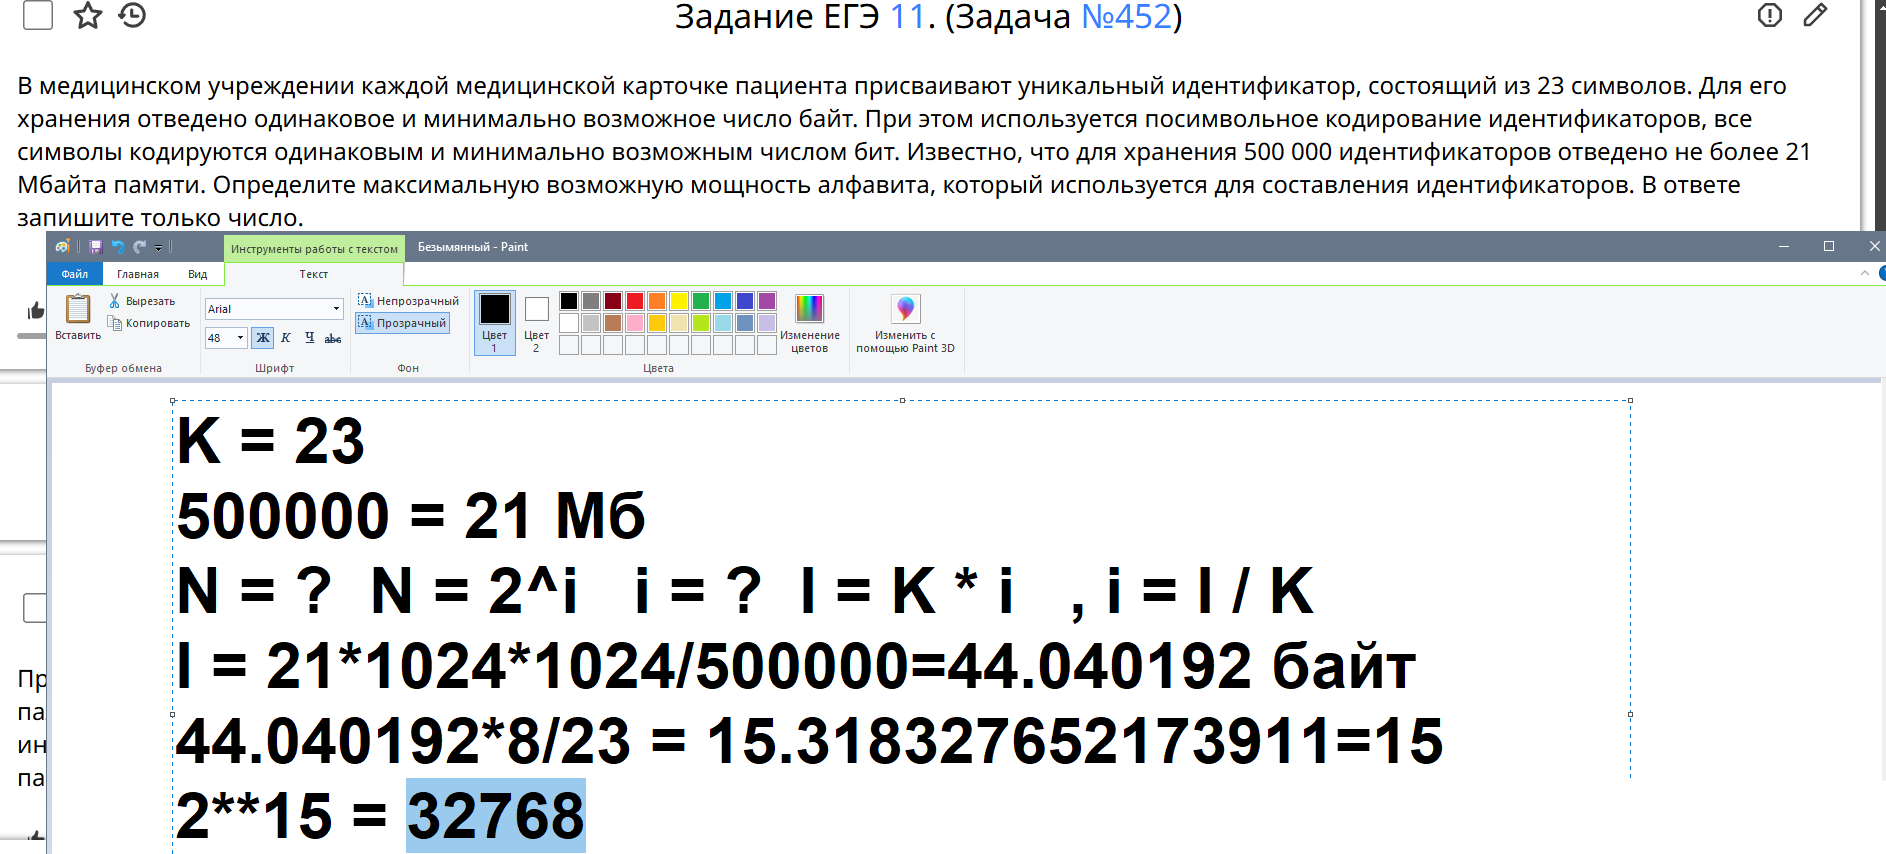 Задание ЕГЭ 11. (Задача №452)
В медицинском учреждении каждой медицинской карточке пациента присваивают уникальный идентификатор, состоящий из 23 символов. Для его
хранения отведено одинаковое и минимально возможное число байт. При этом используется посимвольное кодирование идентификаторов, все
символы кодируются одинаковым и минимально возможным числом бит. Известно, что для хранения 500 000 идентификаторов отведено не более 21
Мбайта памяти. Определите максимальную возможную мощность алфавита, который используется для составления идентификаторов. В ответе
запишите только число.
Инструменты работы с текстом
Безымянный - Paint
Файл Главная Вид Текст
Вставить
Вырезать
Копировать
Буфер обмена
Arial
48 Ж К Ч abc
Шрифт
Непрозрачный
Прозрачный
Фон
Цвет 1
Цвет 2
Изменение цветов
Цвета
Изменить с помощью Paint 3D
Пр
па
ин
па
K = 23
500000 = 21 Мб
N = ? N = 2^i i = ? I = K * i , i = I / K
I = 21*1024*1024/500000=44.040192 байт
44.040192*8/23 = 15.318327652173911=15
2**15 = 32768